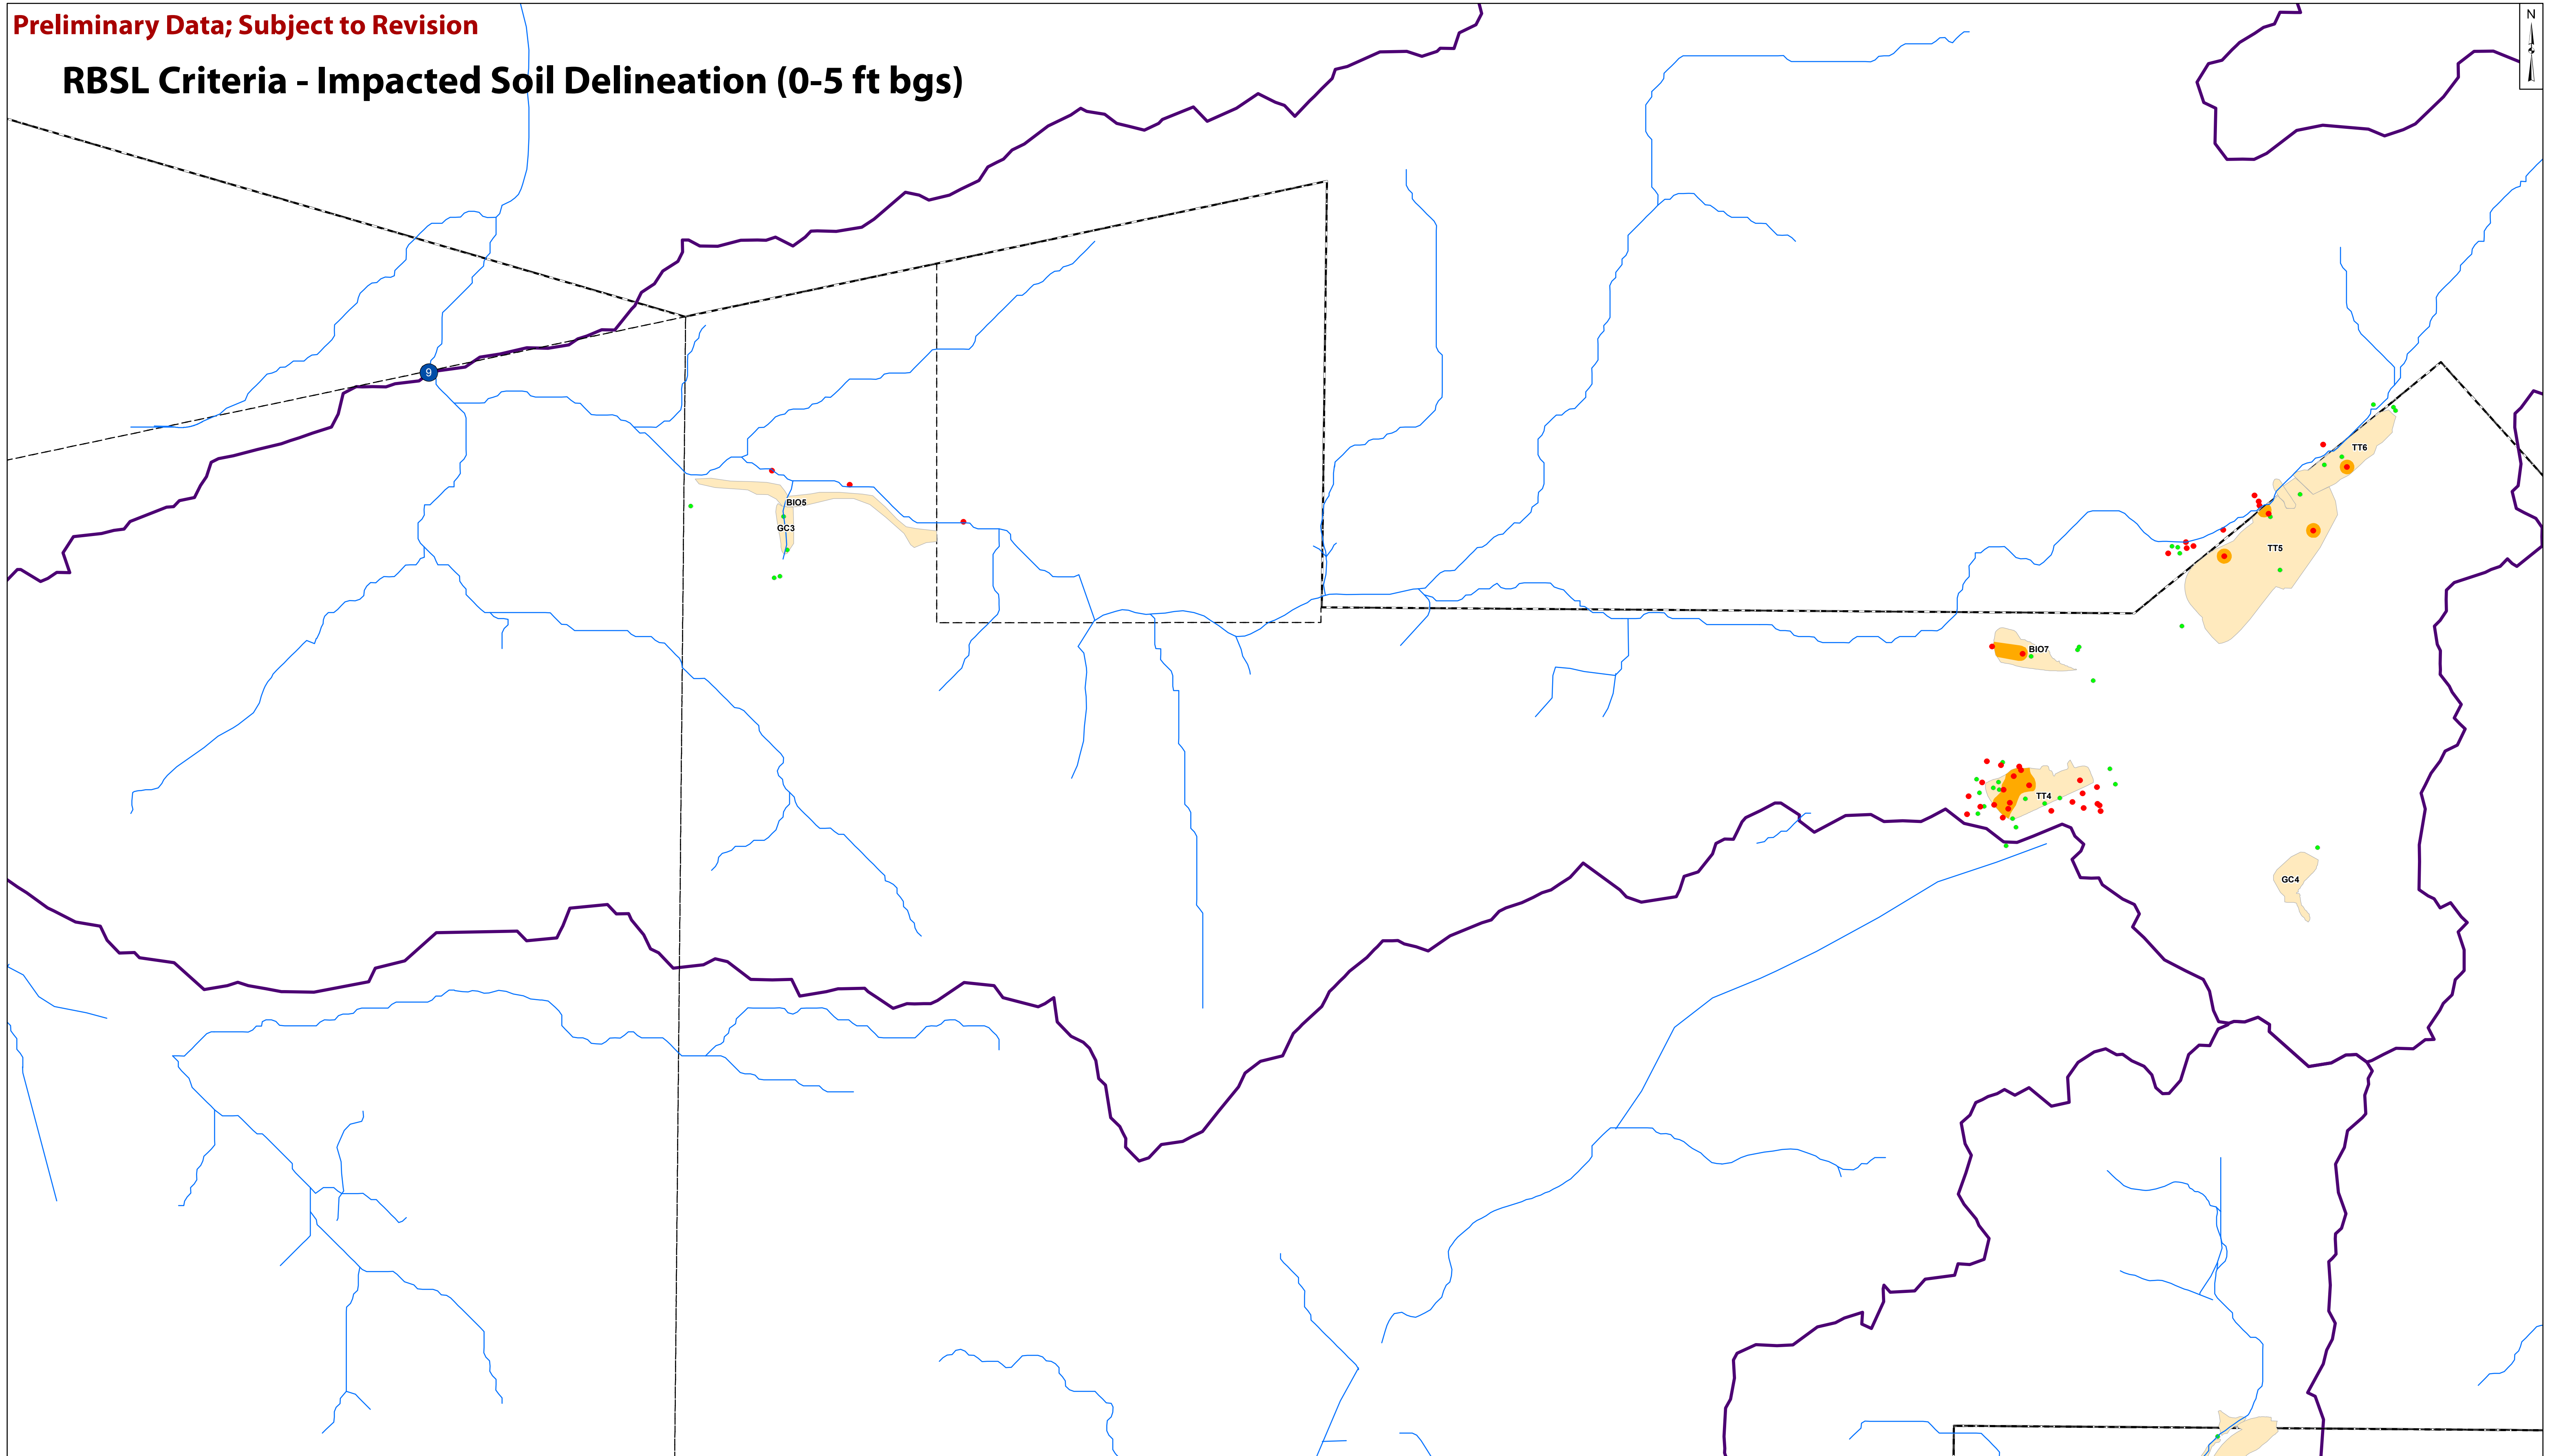 Preliminary Data; Subject to Revision
N
RBSL Criteria - Impacted Soil Delineation (0-5 ft bgs)
9
TT6
BIO5
GC3
TT5
BIO7
TT4
GC4